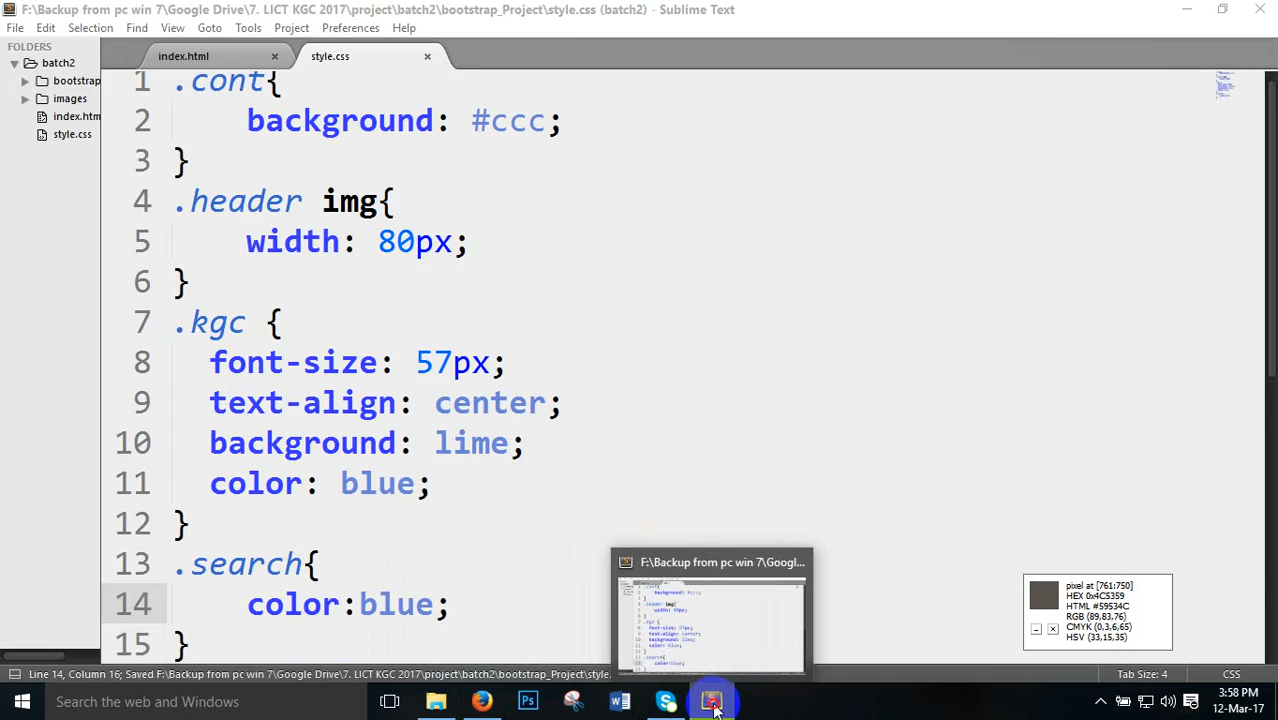 F:\Backup from pc win 7\Google Drive\7. LICT KGC 2017\project\batch2\bootstrap_Project\style.css (batch2) - Sublime Text
File Edit Selection Find View Goto Tools Project Preferences Help
FOLDERS
batch2
bootstrap
images
index.htm
style.css
index.html × style.css ×
1 .cont{
2 background: #ccc;
3 }
4 .header img{
5 width: 80px;
6 }
7 .kgc {
8 font-size: 57px;
9 text-align: center;
10 background: lime;
11 color: blue;
12 }
13 .search{
14 color:blue;
15 }
F:\Backup from pc win 7\Googl...
pixel at [761:750]
HEX 0x4C5359
HTML #59534C
RGB (89,83,76)
CMYK (0.3.6.65)
HSV (33,15,35)
Line 14, Column 16; Saved F:\Backup from pc win 7\Google Drive\7. LICT KGC 2017\project\batch2\bootstrap_Project\style.
Tab Size: 4 CSS
Search the web and Windows
3:58 PM
12-Mar-17